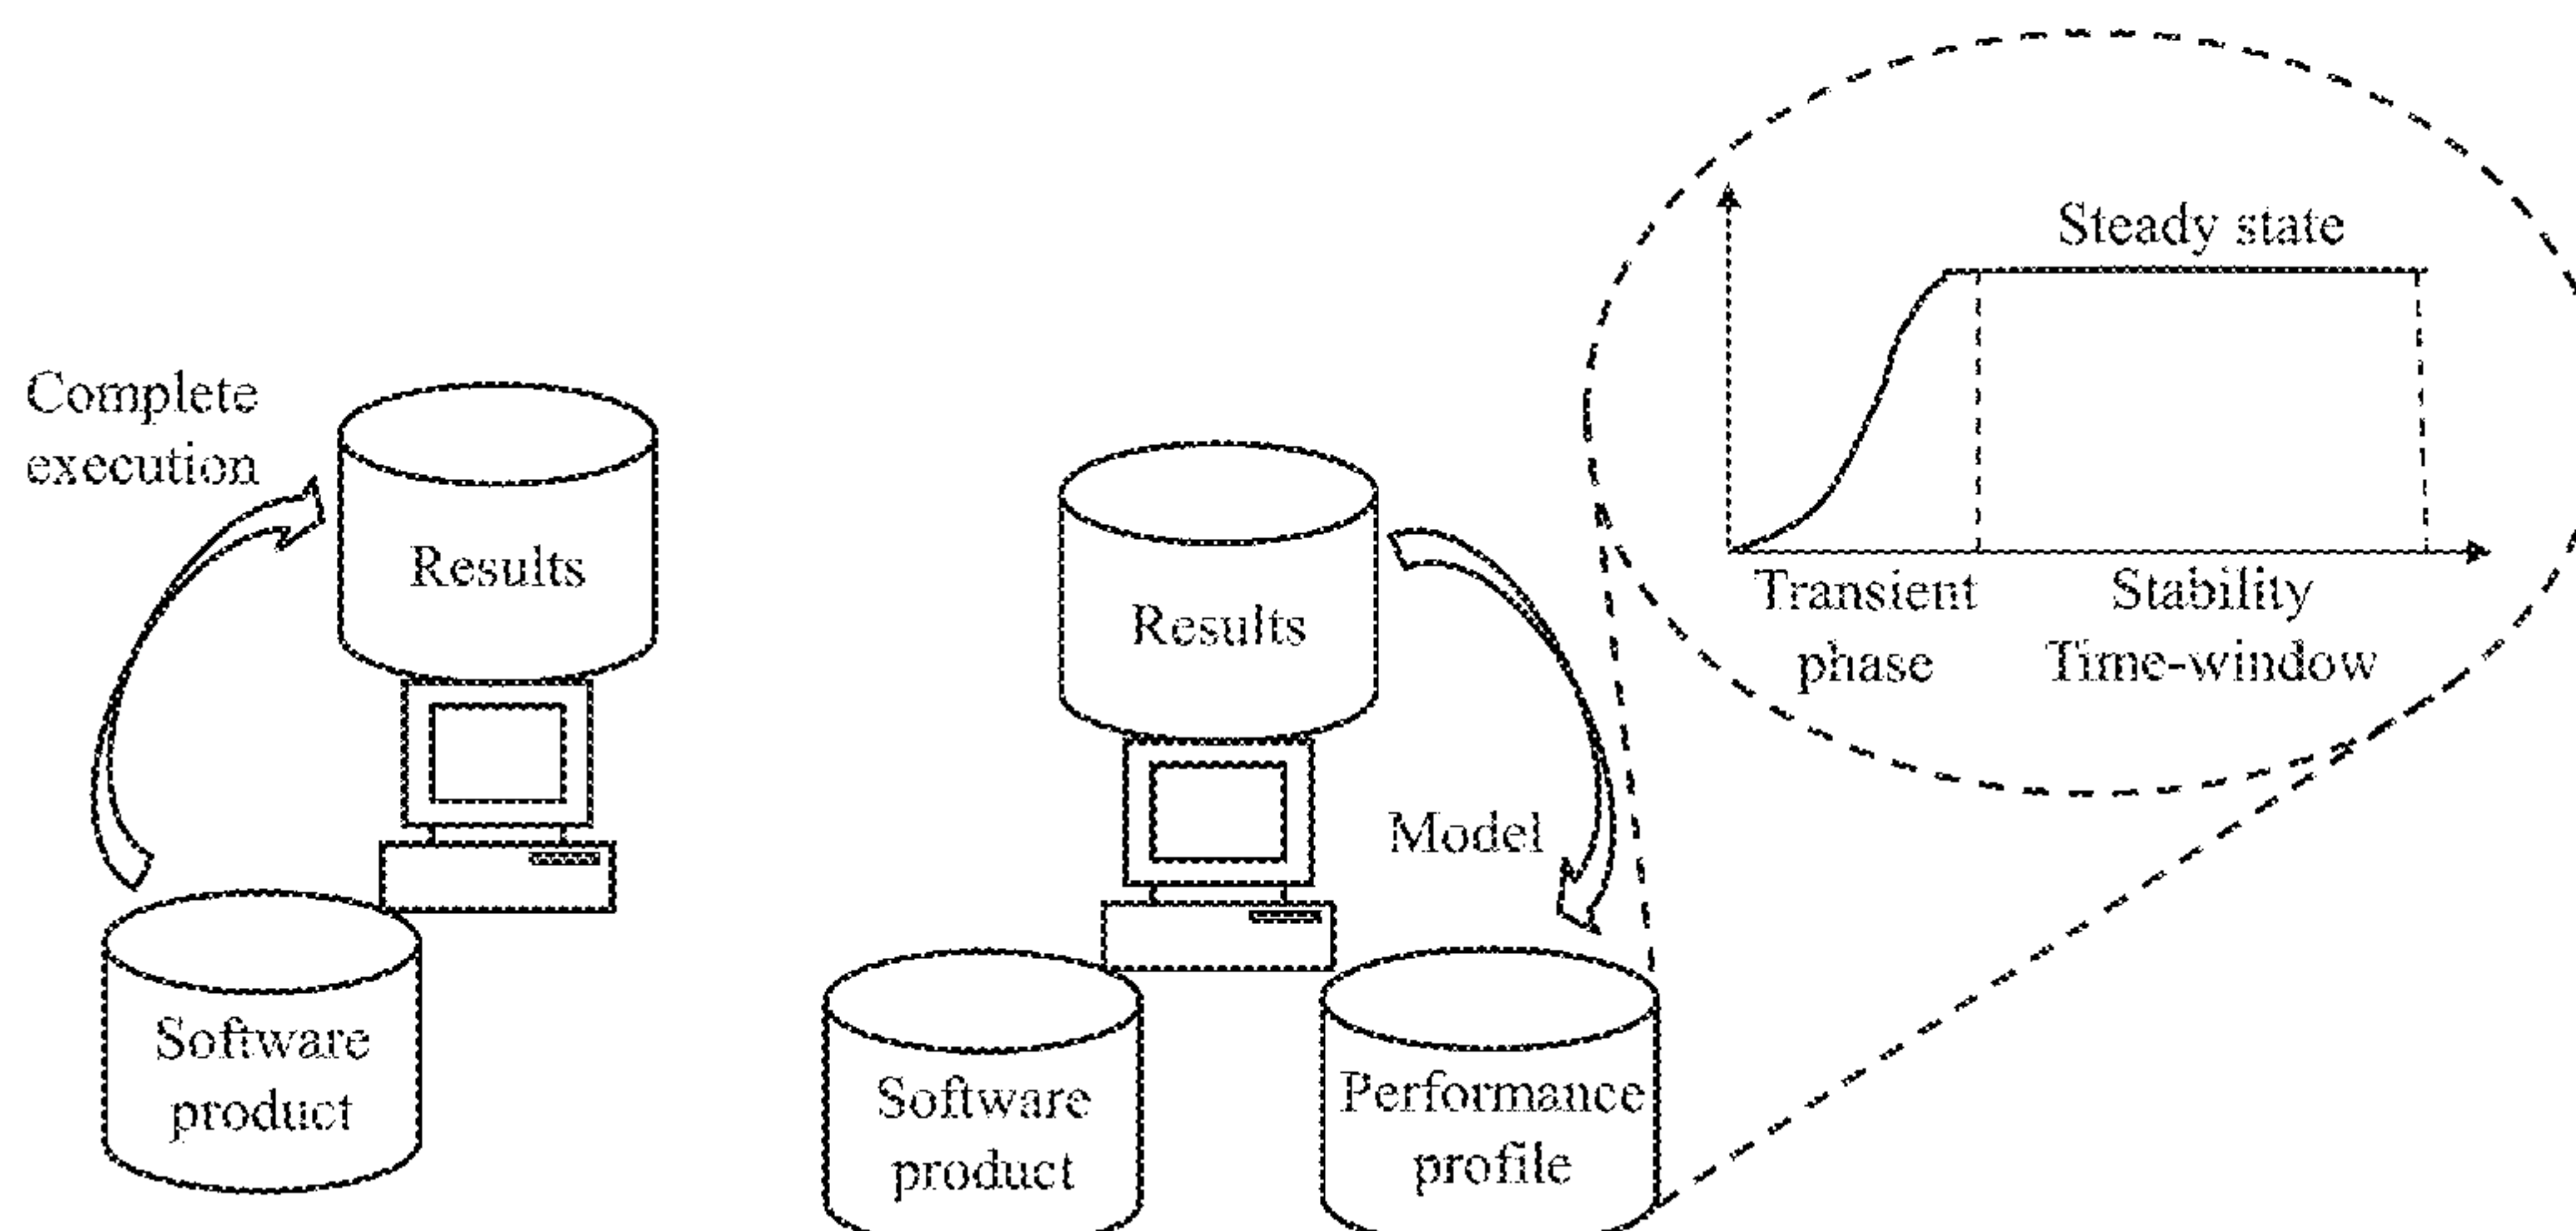 Complete
execution
Results
Software
product
Results
Model
Software
product
Performance
profile
Steady state
Transient
phase
Stability
Time-window